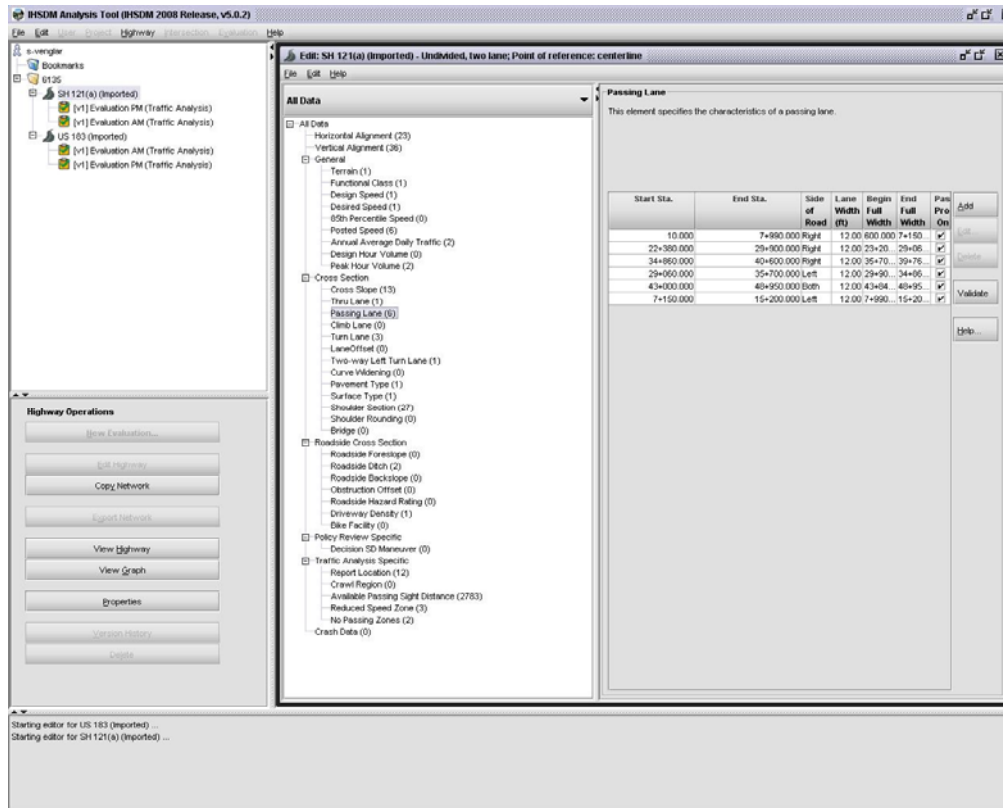 IHSDM Analysis Tool (IHSDM 2008 Release, v5.0.2)
File Edit User Project Highway Intersection Evaluation Help
s-venglar
Bookmarks
6135
SH 121(a) (Imported)
[v1] Evaluation PM (Traffic Analysis)
[v1] Evaluation AM (Traffic Analysis)
US 183 (Imported)
[v1] Evaluation AM (Traffic Analysis)
[v1] Evaluation PM (Traffic Analysis)
Highway Operations
New Evaluation...
Edit Highway
Copy Network
Export Network
View Highway
View Graph
Properties
Version History
Delete
Edit: SH 121(a) (Imported) - Undivided, two lane; Point of reference: centerline
File Edit Help
All Data
All Data
Horizontal Alignment (23)
Vertical Alignment (36)
General
Terrain (1)
Functional Class (1)
Design Speed (1)
Desired Speed (1)
85th Percentile Speed (0)
Posted Speed (6)
Annual Average Daily Traffic (2)
Design Hour Volume (0)
Peak Hour Volume (2)
Cross Section
Cross Slope (13)
Thru Lane (1)
Passing Lane (6)
Climb Lane (0)
Turn Lane (3)
LaneOffset (0)
Two-way Left Turn Lane (1)
Curve Widening (0)
Pavement Type (1)
Surface Type (1)
Shoulder Section (27)
Shoulder Rounding (0)
Bridge (0)
Roadside Cross Section
Roadside Foreslope (0)
Roadside Ditch (2)
Roadside Backslope (0)
Obstruction Offset (0)
Roadside Hazard Rating (0)
Driveway Density (1)
Bike Facility (0)
Policy Review Specific
Decision SD Maneuver (0)
Traffic Analysis Specific
Report Location (12)
Crawl Region (0)
Available Passing Sight Distance (2783)
Reduced Speed Zone (3)
No Passing Zones (2)
Crash Data (0)
Passing Lane
This element specifies the characteristics of a passing lane.
Start Sta. End Sta. Side of Road Lane Width (ft) Begin Full Width End Full Width Pas Pro On
10.000 7+990.000 Right 12.00 600.000 7+150...
22+380.000 29+900.000 Right 12.00 23+20... 29+06...
34+860.000 40+600.000 Right 12.00 35+70... 39+76...
29+060.000 35+700.000 Left 12.00 29+90... 34+86...
43+000.000 48+950.000 Both 12.00 43+84... 48+95...
7+150.000 15+200.000 Left 12.00 7+990... 15+20...
Add
Edit
Delete
Validate
Help...
Starting editor for US 183 (Imported) ...
Starting editor for SH 121(a) (Imported) ...